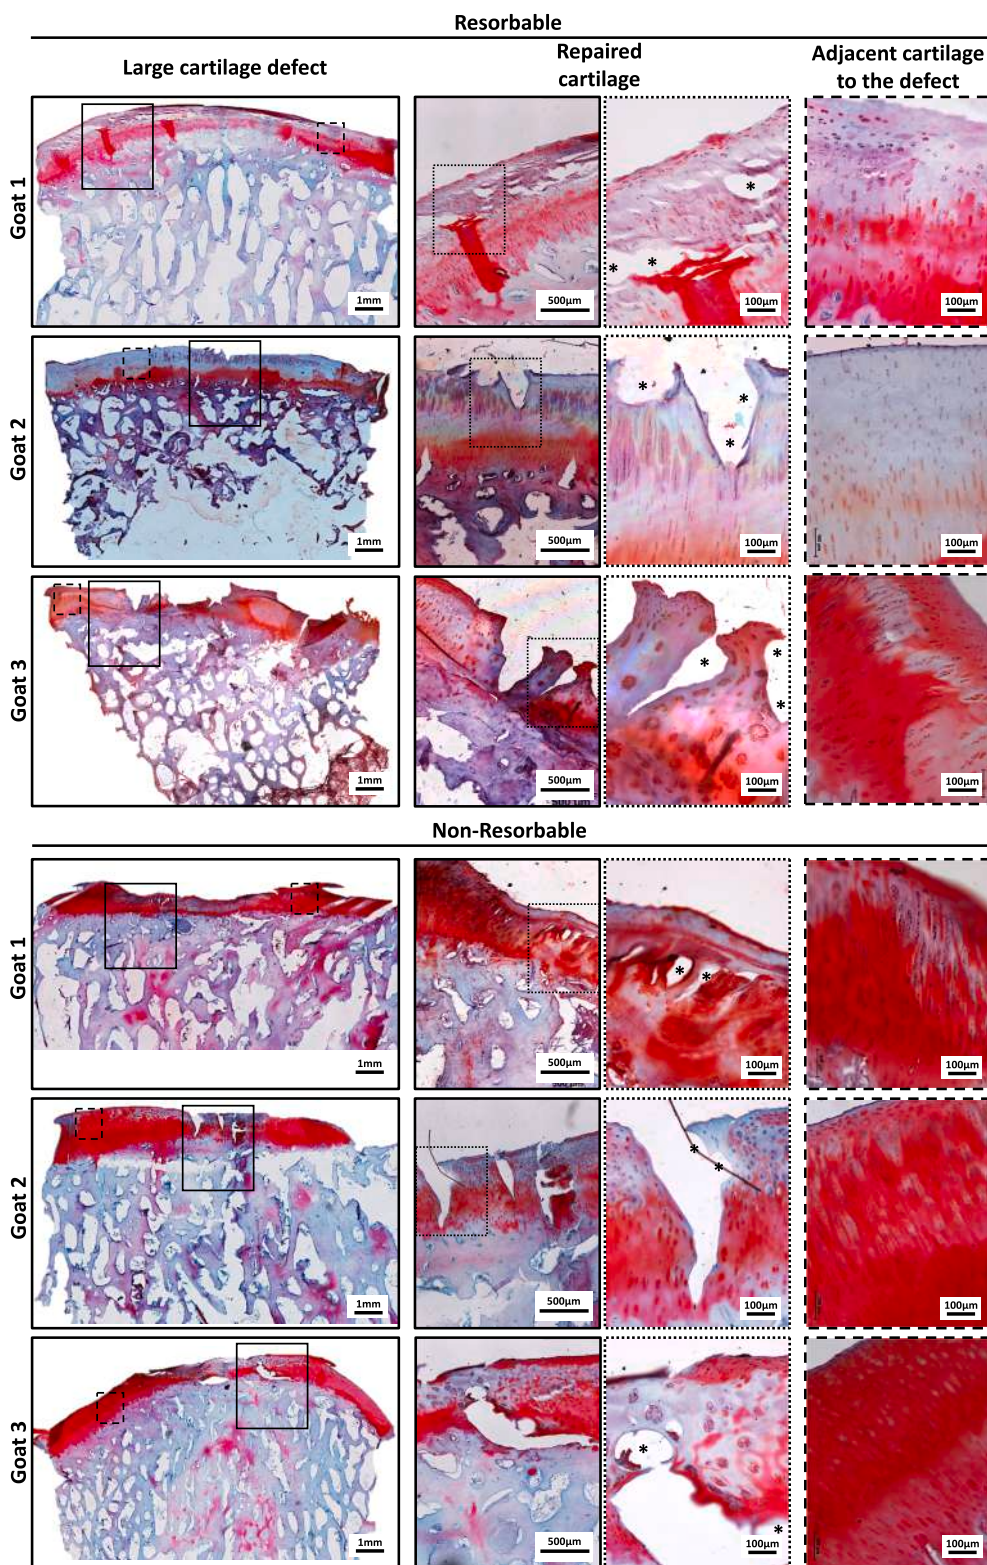 Resorbable
Large cartilage defect
Repaired
cartilage
Adjacent cartilage
to the defect
Goat 1
1mm
500µm
*
*
*
100µm
100µm
Goat 2
1mm
500µm
*
*
*
100µm
100µm
Goat 3
1mm
500µm
*
*
*
100µm
100µm
Non-Resorbable
Goat 1
1mm
500µm
*
*
100µm
100µm
Goat 2
1mm
500µm
*
*
100µm
100µm
Goat 3
1mm
500µm
*
*
100µm
100µm